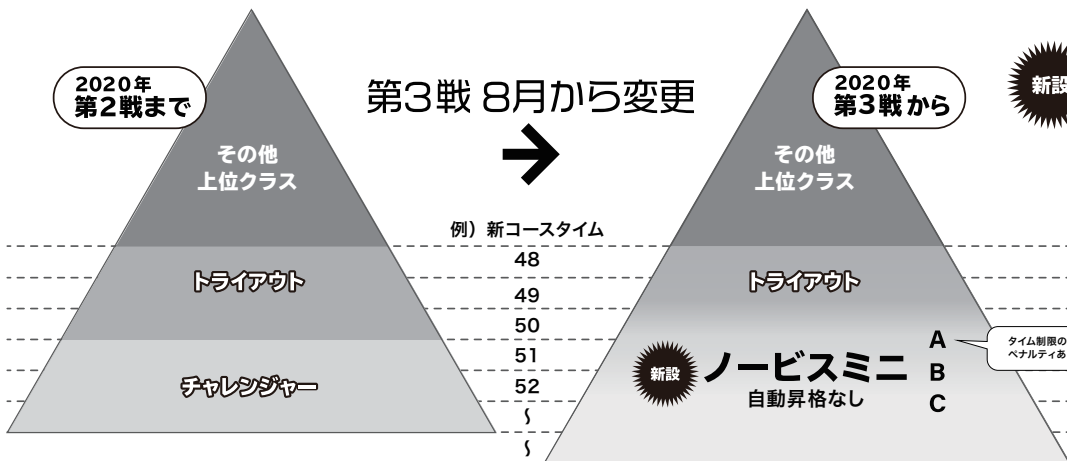 2020年
第2戦まで
その他
上位クラス
トライアウト
チャレンジャー
第3戦 8月から変更
→
例）新コースタイム
48
49
50
51
52
〜
〜
2020年
第3戦から
新設
その他
上位クラス
トライアウト
新設
ノービスミニ
自動昇格なし
A
B
C
タイム制限の
ペナルティあ